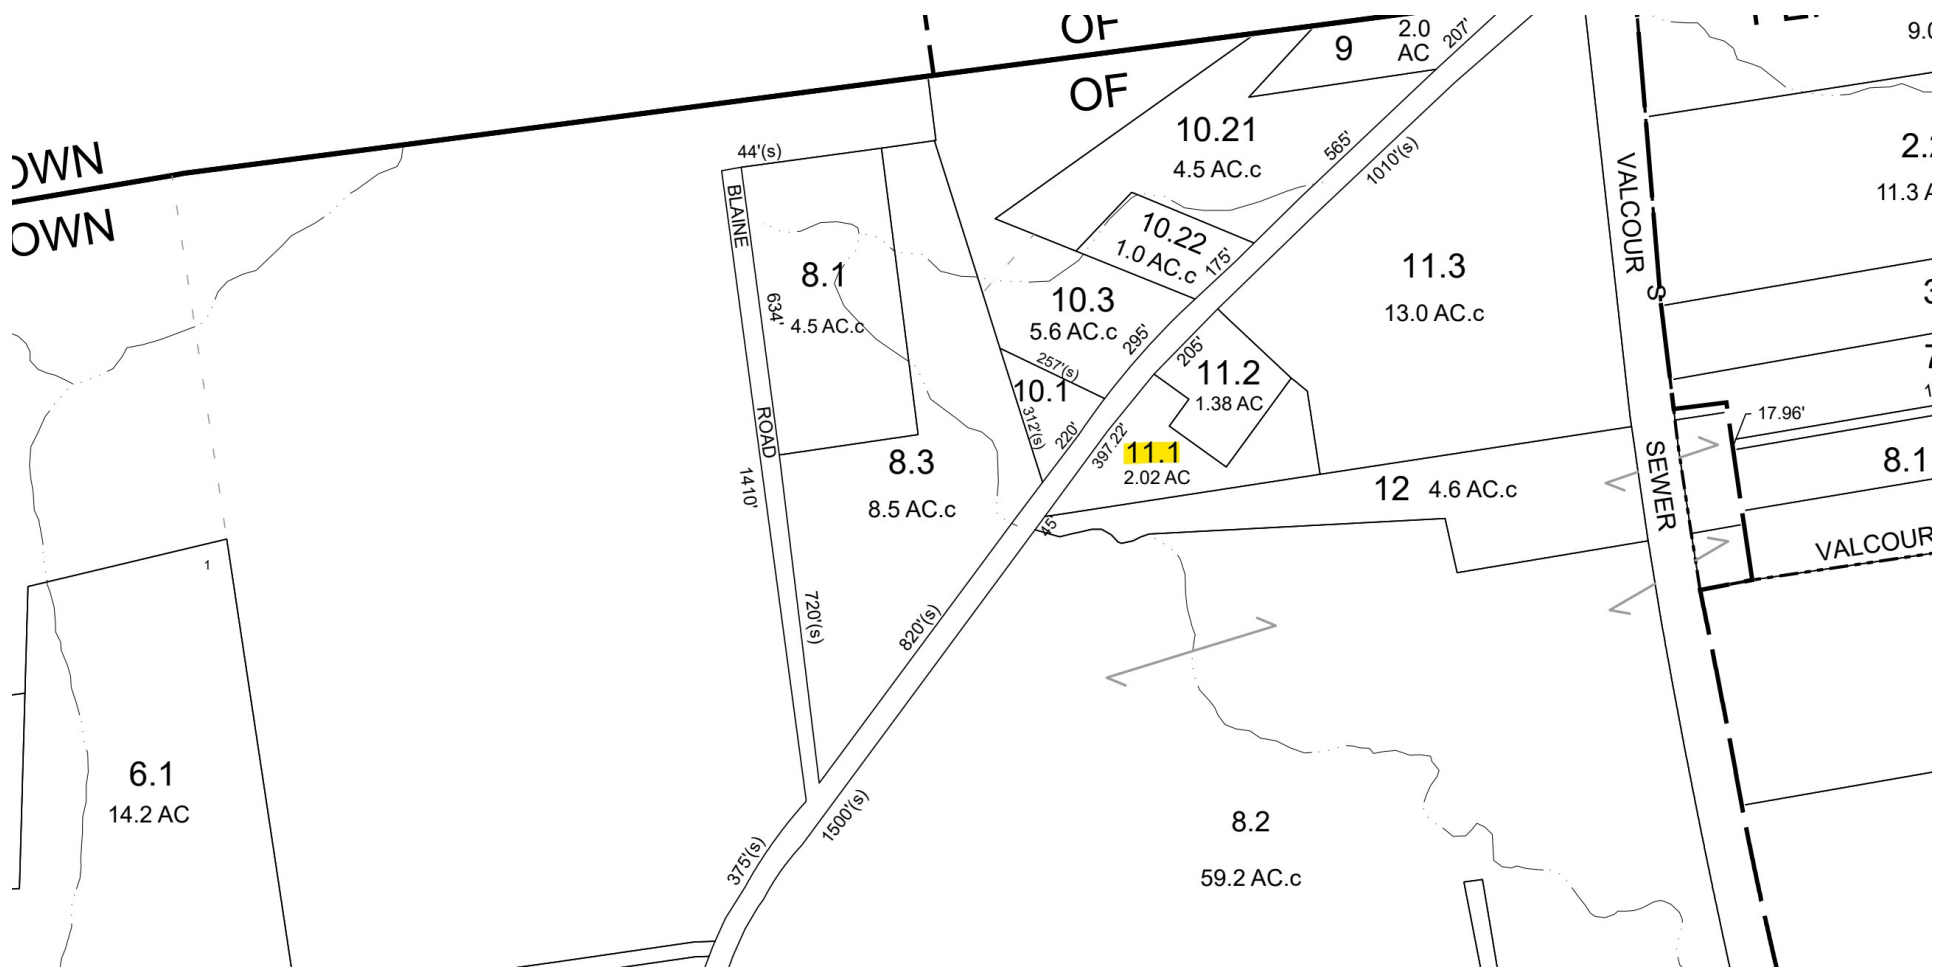 OF
OF
OWN
OWN
9
2.0
AC
207'
10.21
4.5 AC.c
565'
1010'(s)
44'(s)
BLAINE
ROAD
8.1
4.5 AC.c
634'
10.22
1.0 AC.c
175'
10.3
5.6 AC.c
295'
257'(s)
10.1
312'(s)
220'
205'
11.2
1.38 AC
11.3
13.0 AC.c
397.22'
11.1
2.02 AC
45'
12 4.6 AC.c
8.3
8.5 AC.c
1410'
720'(s)
820'(s)
1500'(s)
375'(s)
1
6.1
14.2 AC
8.2
59.2 AC.c
VALCOUR S
SEWER
9.0
2.2
11.3 A
3
7
1
17.96'
8.1
VALCOUR